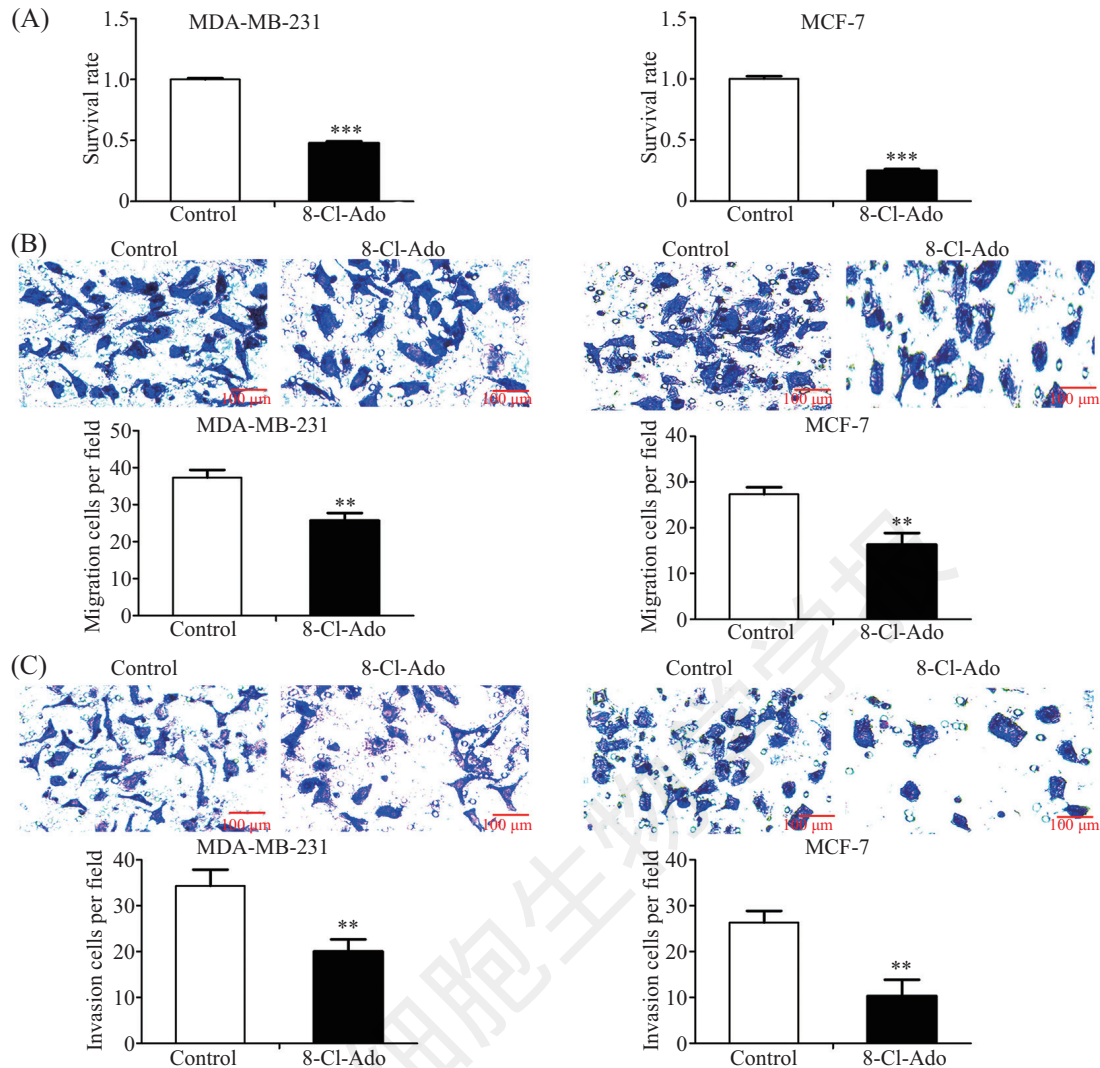 (A)
MDA-MB-231
Survival rate
1.5
1.0
0.5
0
***
Control
8-Cl-Ado
MCF-7
Survival rate
1.5
1.0
0.5
0
***
Control
8-Cl-Ado
(B)
Control
8-Cl-Ado
100 μm
100 μm
Control
8-Cl-Ado
100 μm
100 μm
MDA-MB-231
Migration cells per field
50
40
30
20
10
0
**
Control
8-Cl-Ado
MCF-7
Migration cells per field
40
30
20
10
0
**
Control
8-Cl-Ado
(C)
Control
8-Cl-Ado
100 μm
100 μm
Control
8-Cl-Ado
100 μm
100 μm
MDA-MB-231
Invasion cells per field
40
30
20
10
0
**
Control
8-Cl-Ado
MCF-7
Invasion cells per field
40
30
20
10
0
**
Control
8-Cl-Ado
细胞生物学报